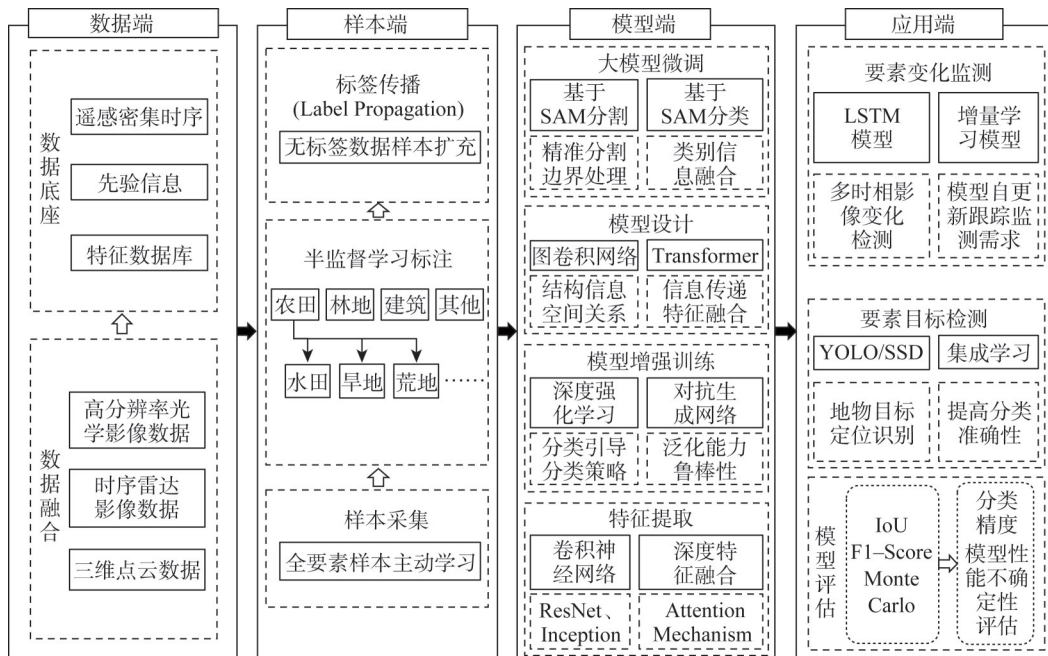 数据端
数据底座
遥感密集时序
先验信息
特征数据库
数据融合
高分辨率光
学影像数据
时序雷达
影像数据
三维点云数据
样本端
标签传播
(Label Propagation)
无标签数据样本扩充
半监督学习标注
农田 林地 建筑 其他
水田 旱地 荒地 ……
样本采集
全要素样本主动学习
模型端
大模型微调
基于
SAM分割
基于
SAM分类
精准分割
边界处理
类别信
息融合
模型设计
图卷积网络
Transformer
结构信息
空间关系
信息传递
特征融合
模型增强训练
深度强
化学习
对抗生
成网络
分类引导
分类策略
泛化能力
鲁棒性
特征提取
卷积神
经网络
深度特
征融合
ResNet、
Inception
Attention
Mechanism
应用端
要素变化监测
LSTM
模型
增量学
习模型
多时相影
像变化
检测
模型自更
新跟踪监
测需求
要素目标检测
YOLO/SSD
集成学习
地物目标
定位识别
提高分类
准确性
模型评估
IoU
F1–Score
Monte
Carlo
分类
精度
模型性
能不确
定性
评估